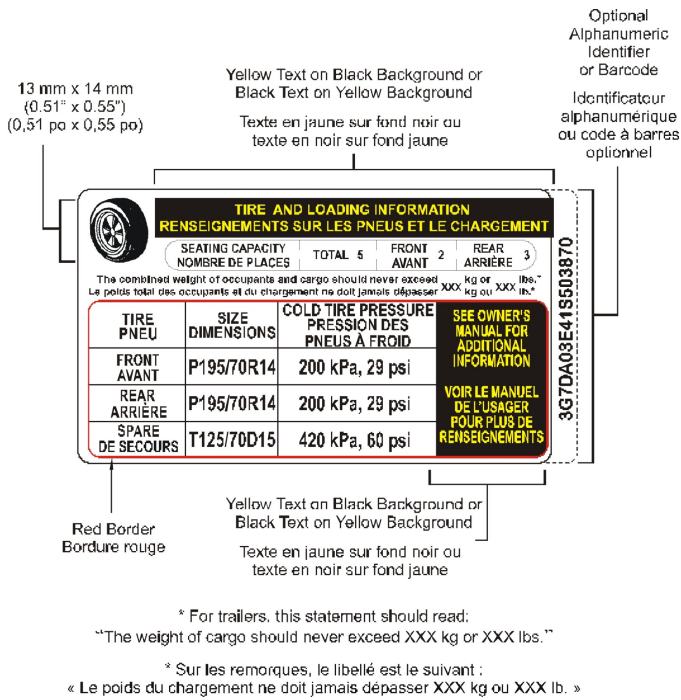 Optional
Alphanumeric
Identifier
or Barcode
Identificateur
alphanumérique
ou code à barres
optionnel
13 mm x 14 mm
(0.51" x 0.55")
(0,51 po x 0,55 po)
Yellow Text on Black Background or
Black Text on Yellow Background
Texte en jaune sur fond noir ou
texte en noir sur fond jaune
TIRE AND LOADING INFORMATION
RENSEIGNEMENTS SUR LES PNEUS ET LE CHARGEMENT
SEATING CAPACITY
NOMBRE DE PLACES
TOTAL 5
FRONT
AVANT 2
REAR
ARRIÈRE 3
The combined weight of occupants and cargo should never exceed XXX kg or XXX lbs.*
Le poids total des occupants et du chargement ne doit jamais dépasser XXX kg ou XXX lb.*
TIRE
PNEU
SIZE
DIMENSIONS
COLD TIRE PRESSURE
PRESSION DES
PNEUS À FROID
FRONT
AVANT
P195/70R14
200 kPa, 29 psi
REAR
ARRIÈRE
P195/70R14
200 kPa, 29 psi
SPARE
DE SECOURS
T125/70D15
420 kPa, 60 psi
SEE OWNER'S
MANUAL FOR
ADDITIONAL
INFORMATION
VOIR LE MANUEL
DE L'USAGER
POUR PLUS DE
RENSEIGNEMENTS
3G7DA03E41S503870
Red Border
Bordure rouge
Yellow Text on Black Background or
Black Text on Yellow Background
Texte en jaune sur fond noir ou
texte en noir sur fond jaune
* For trailers, this statement should read:
"The weight of cargo should never exceed XXX kg or XXX lbs."
* Sur les remorques, le libellé est le suivant :
« Le poids du chargement ne doit jamais dépasser XXX kg ou XXX lb. »